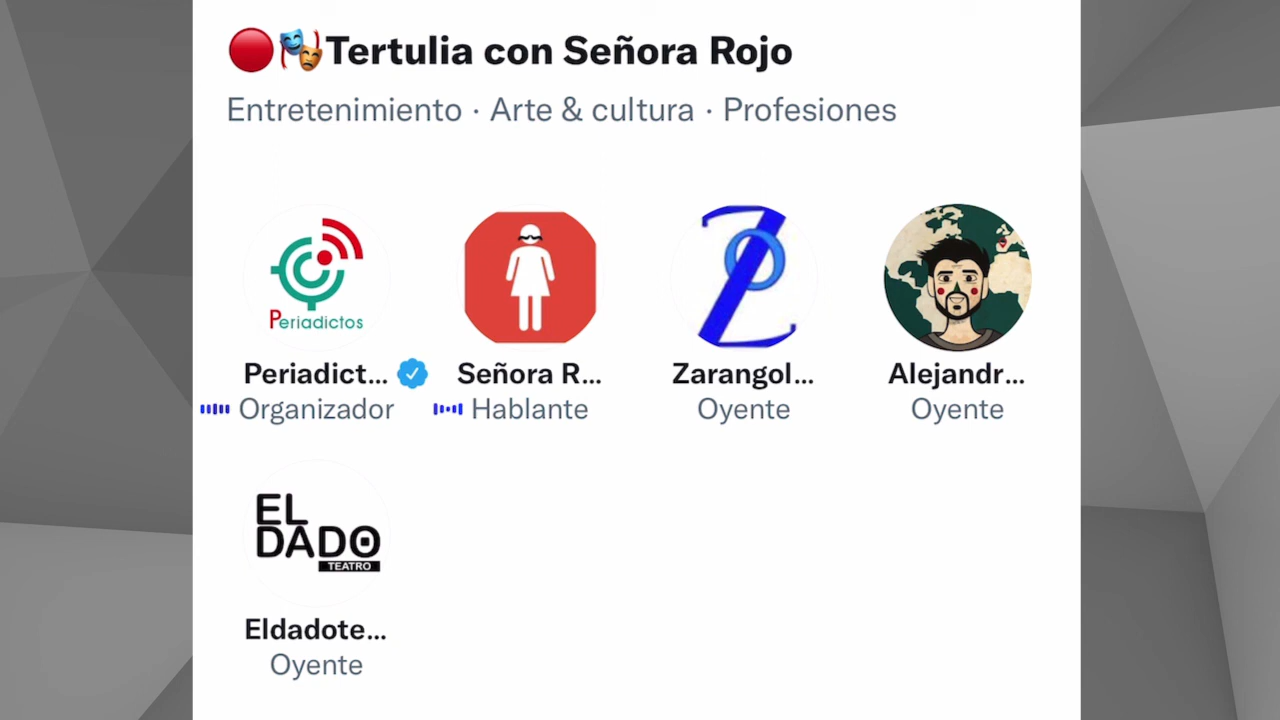 🔴🎭Tertulia con Señora Rojo
Entretenimiento · Arte & cultura · Profesiones
Periadictos
Periadict...
Organizador
Señora R...
Hablante
Zarangol...
Oyente
Alejandr...
Oyente
EL
DADO
TEATRO
Eldadote...
Oyente